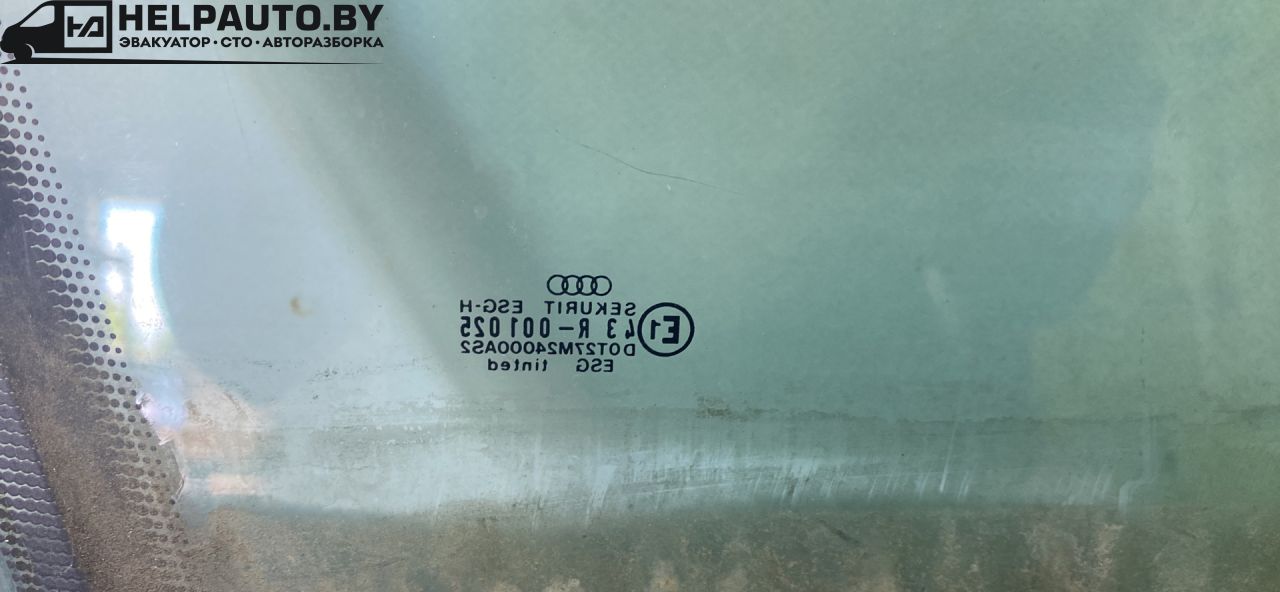 HELPAUTO.BY
ЭВАКУАТОР · СТО · АВТОРАЗБОРКА
SEKURIT ESG-H
E1 43 R-001025
DOT27M24000AS2
ESG tinted